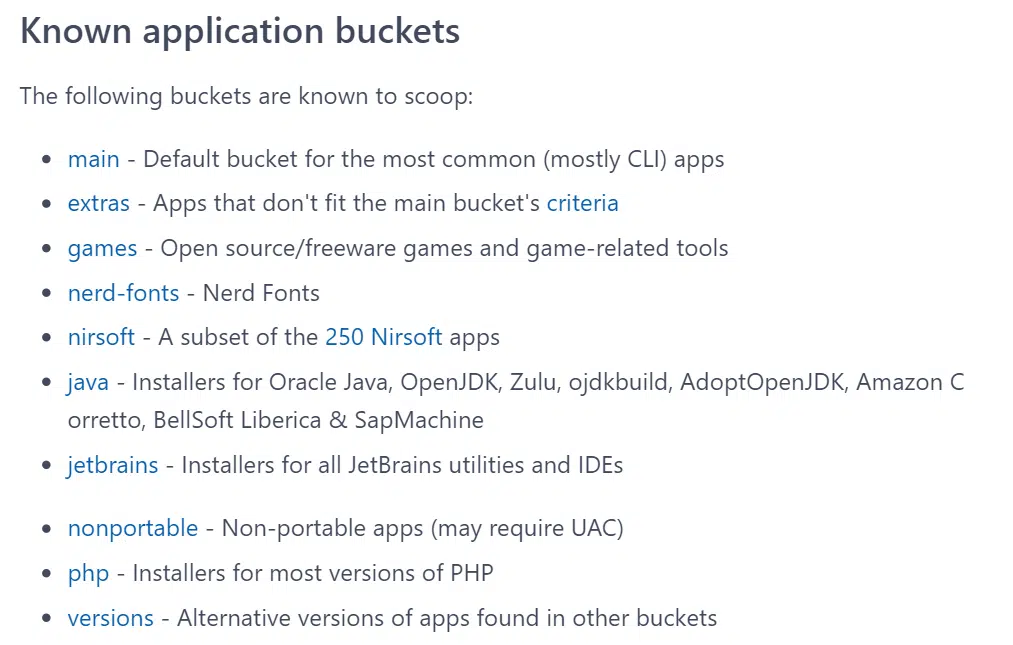 Known application buckets
The following buckets are known to scoop:
• main - Default bucket for the most common (mostly CLI) apps
• extras - Apps that don't fit the main bucket's criteria
• games - Open source/freeware games and game-related tools
• nerd-fonts - Nerd Fonts
• nirsoft - A subset of the 250 Nirsoft apps
• java - Installers for Oracle Java, OpenJDK, Zulu, ojdkbuild, AdoptOpenJDK, Amazon C
orretto, BellSoft Liberica & SapMachine
• jetbrains - Installers for all JetBrains utilities and IDEs
• nonportable - Non-portable apps (may require UAC)
• php - Installers for most versions of PHP
• versions - Alternative versions of apps found in other buckets